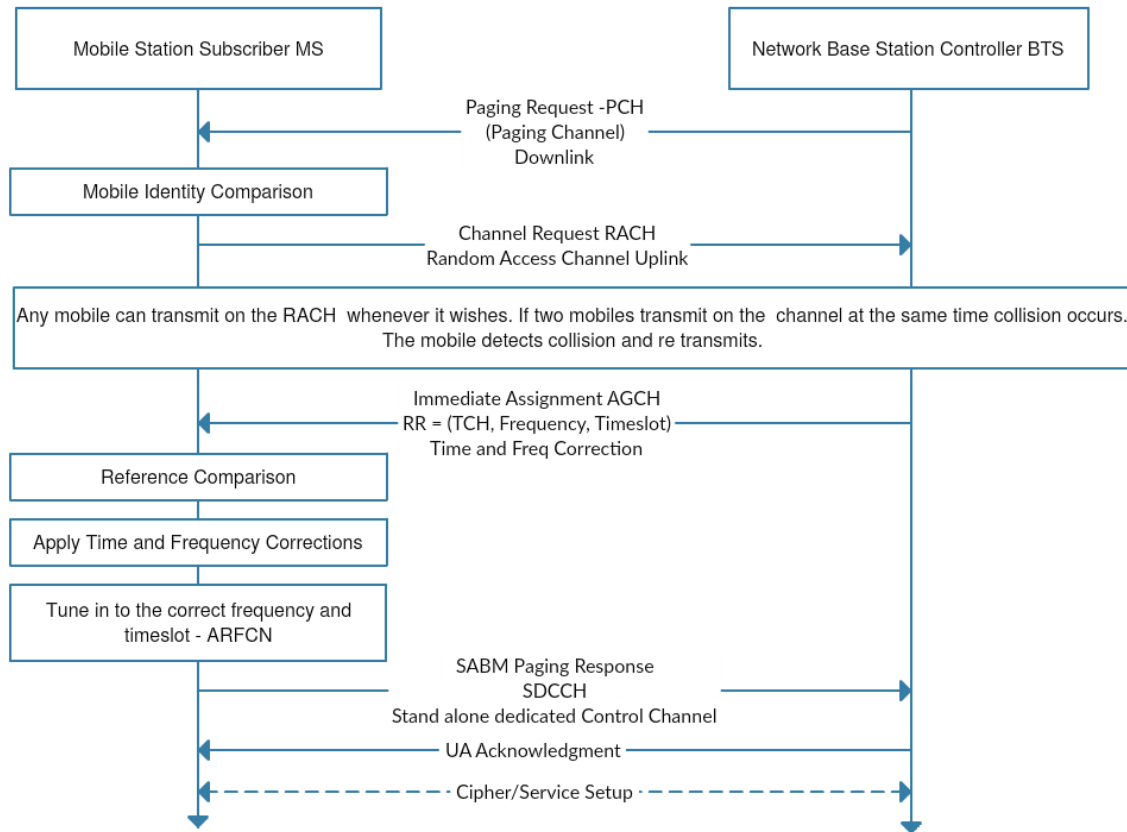 Mobile Station Subscriber MS
Network Base Station Controller BTS
Paging Request -PCH
(Paging Channel)
Downlink
Mobile Identity Comparison
Channel Request RACH
Random Access Channel Uplink
Any mobile can transmit on the RACH whenever it wishes. If two mobiles transmit on the channel at the same time collision occurs.
The mobile detects collision and re transmits.
Immediate Assignment AGCH
RR = (TCH, Frequency, Timeslot)
Time and Freq Correction
Reference Comparison
Apply Time and Frequency Corrections
Tune in to the correct frequency and
timeslot - ARFCN
SABM Paging Response
SDCCH
Stand alone dedicated Control Channel
UA Acknowledgment
Cipher/Service Setup